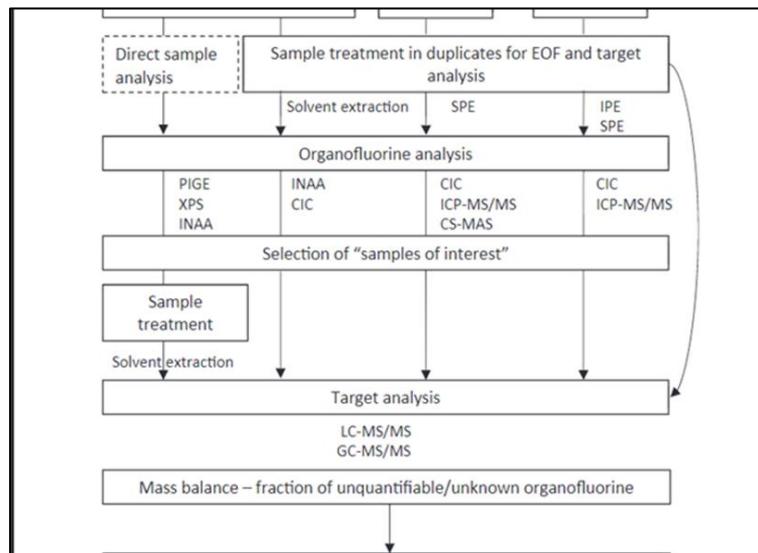 Direct sample
analysis
Sample treatment in duplicates for EOF and target
analysis
Solvent extraction
SPE
IPE
SPE
Organofluorine analysis
PIGE
XPS
INAA
INAA
CIC
CIC
ICP-MS/MS
CS-MAS
CIC
ICP-MS/MS
Selection of “samples of interest”
Sample
treatment
Solvent extraction
Target analysis
LC-MS/MS
GC-MS/MS
Mass balance – fraction of unquantifiable/unknown organofluorine